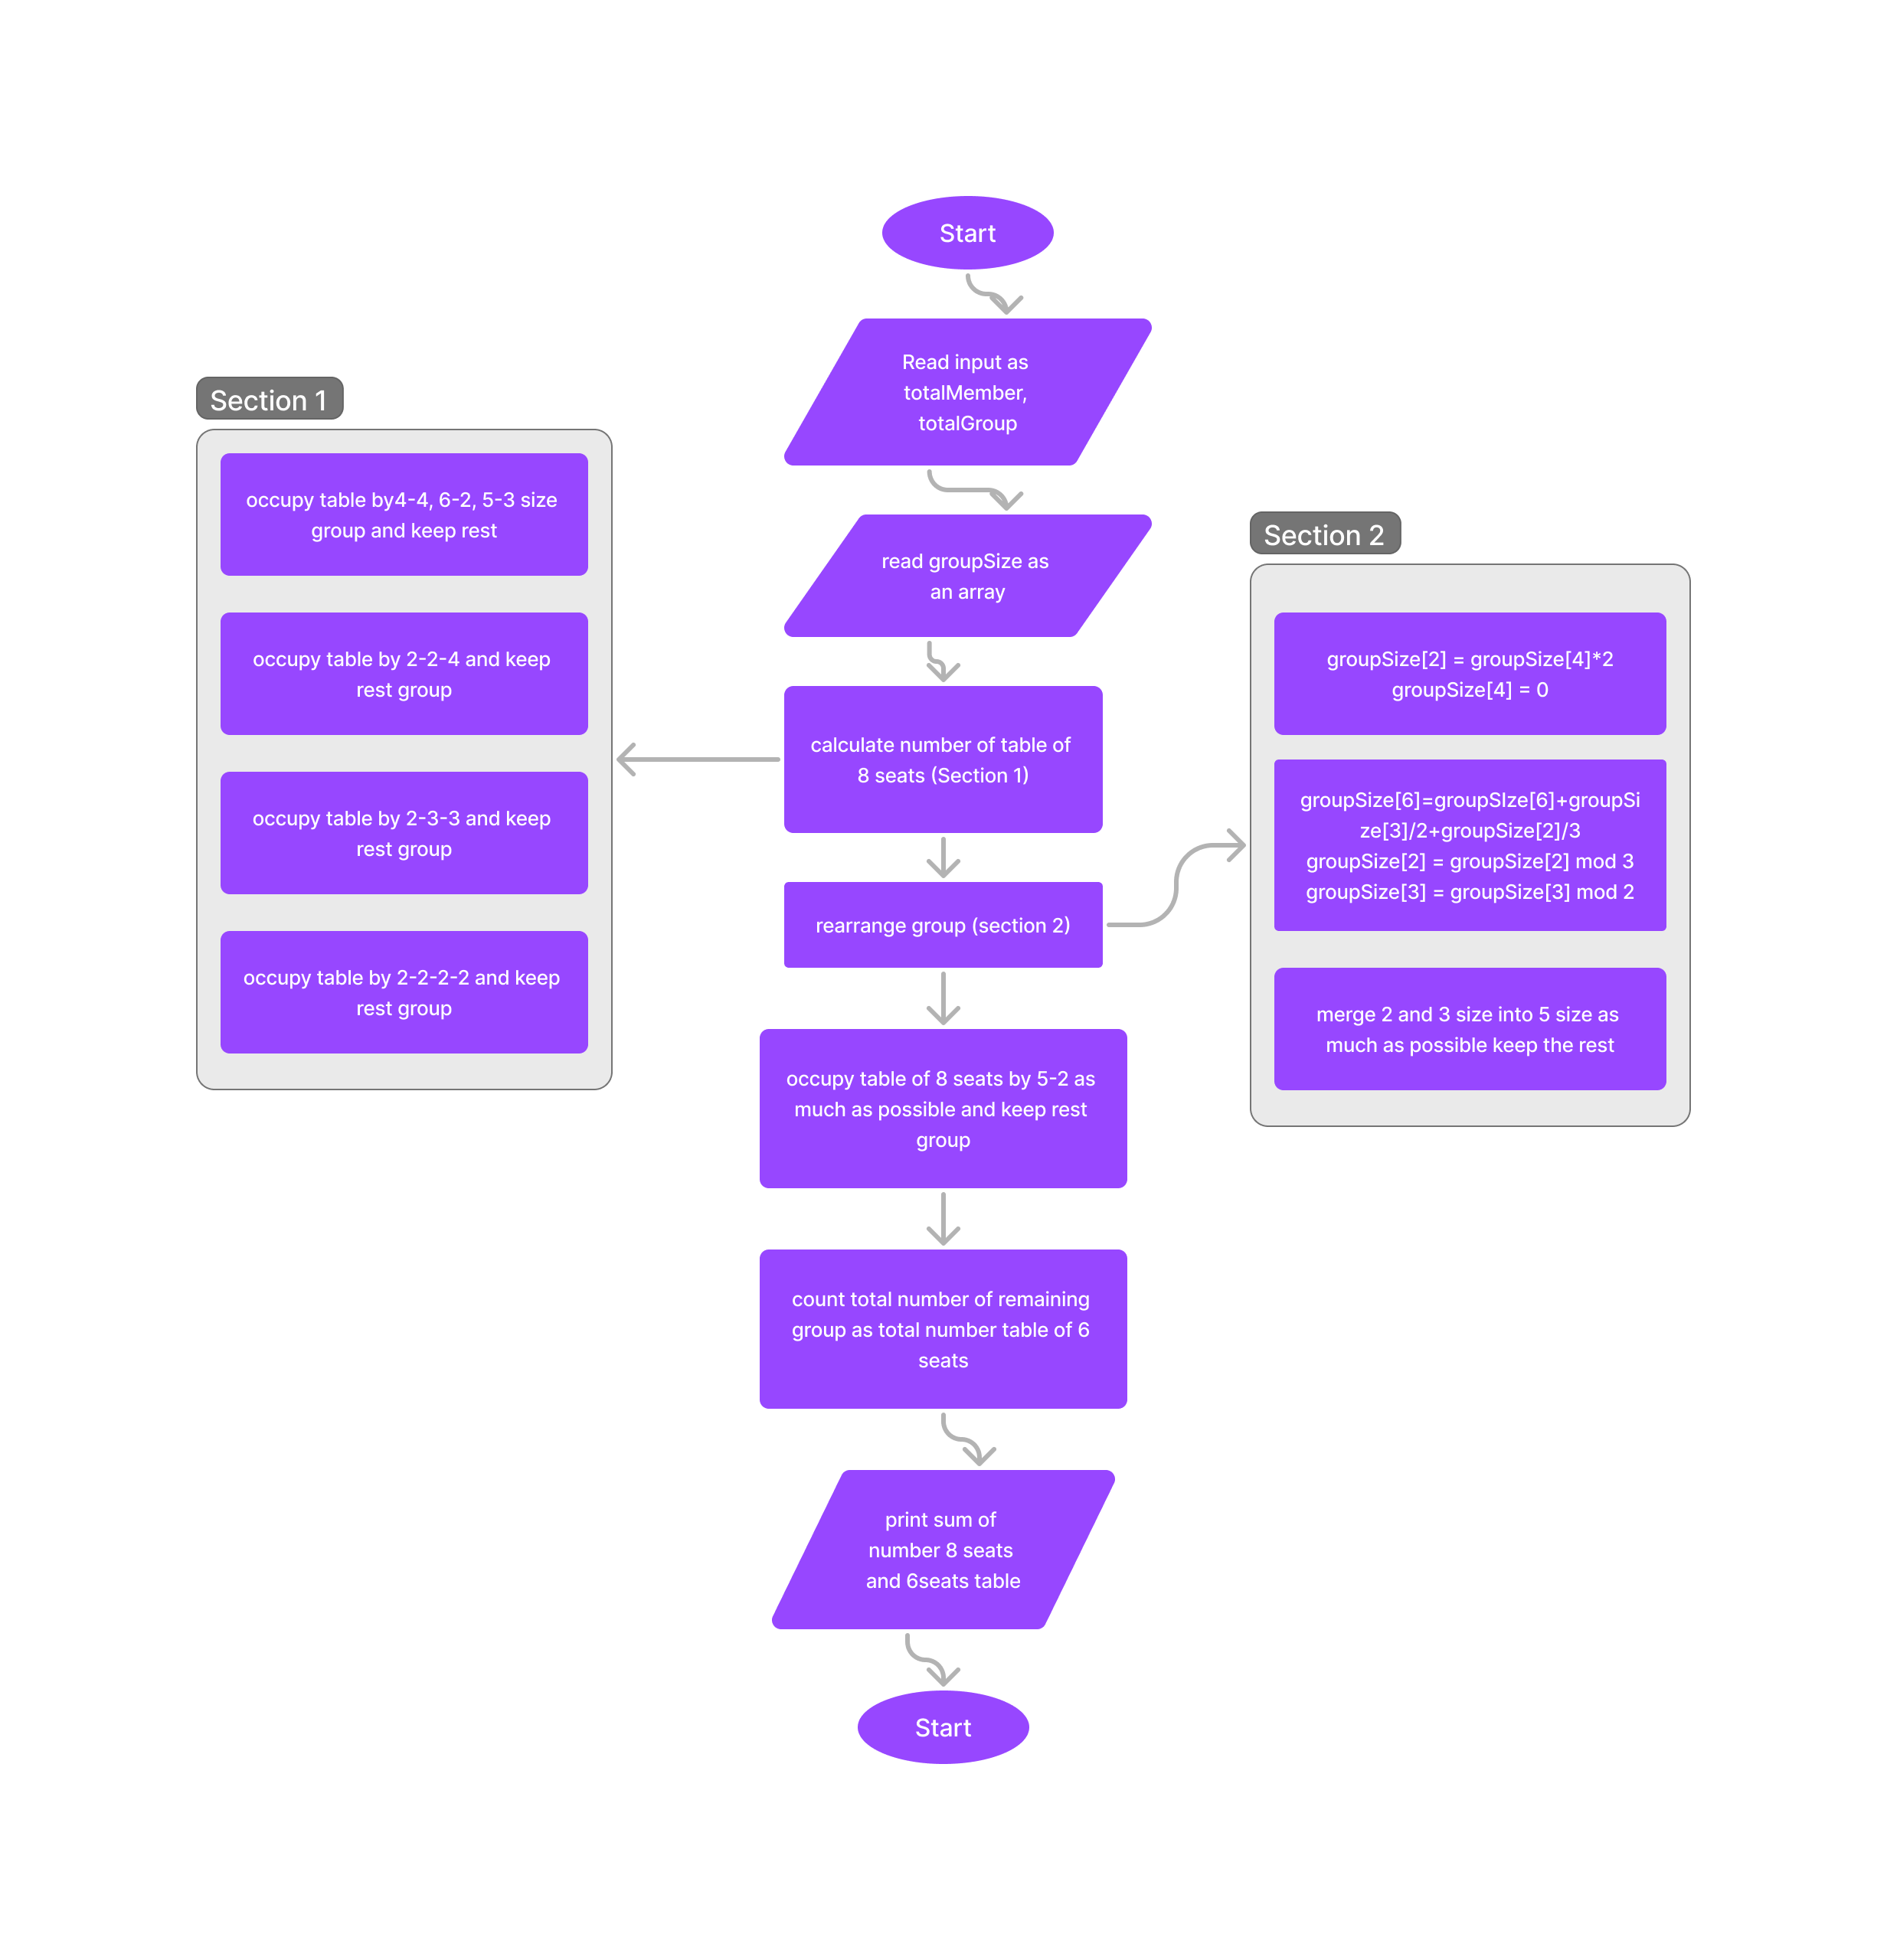 Start
Read input as
totalMember,
totalGroup
read groupSize as
an array
calculate number of table of
8 seats (Section 1)
rearrange group (section 2)
occupy table of 8 seats by 5-2 as
much as possible and keep rest
group
count total number of remaining
group as total number table of 6
seats
print sum of
number 8 seats
and 6seats table
Start
Section 1
occupy table by4-4, 6-2, 5-3 size
group and keep rest
occupy table by 2-2-4 and keep
rest group
occupy table by 2-3-3 and keep
rest group
occupy table by 2-2-2-2 and keep
rest group
Section 2
groupSize[2] = groupSize[4]*2
groupSize[4] = 0
groupSize[6]=groupSIze[6]+groupSi
ze[3]/2+groupSize[2]/3
groupSize[2] = groupSize[2] mod 3
groupSize[3] = groupSize[3] mod 2
merge 2 and 3 size into 5 size as
much as possible keep the rest